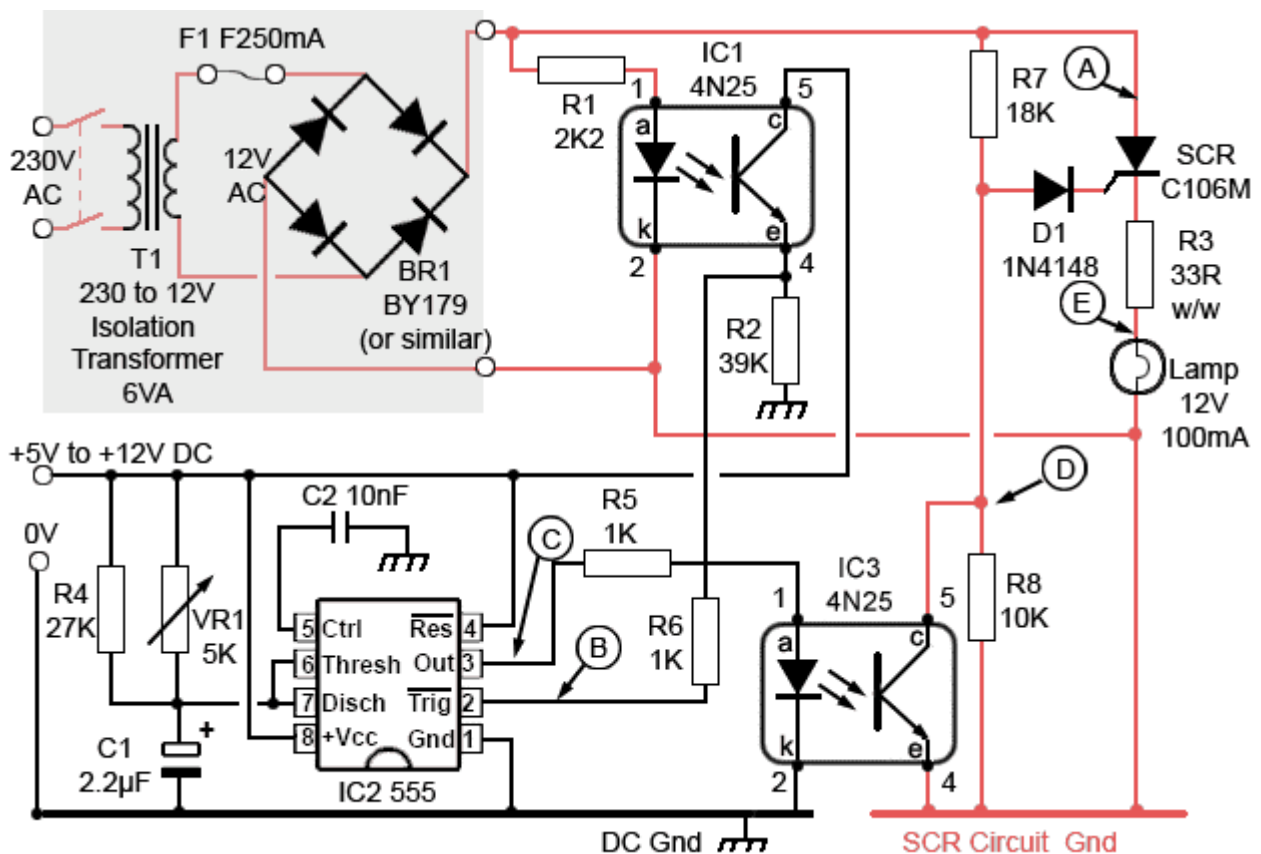 F1 F250mA
230V
AC
12V
AC
T1
230 to 12V
Isolation
Transformer
6VA
BR1
BY179
(or similar)
R1
2K2
IC1
4N25
1
5
a
c
k
e
2
4
R2
39K
R7
18K
A
SCR
C106M
D1
1N4148
R3
33R
w/w
E
Lamp
12V
100mA
+5V to +12V DC
0V
C2 10nF
R5
1K
C
D
R4
27K
VR1
5K
5 Ctrl
Res 4
6 Thresh
Out 3
7 Disch
Trig 2
8 +Vcc
Gnd 1
IC2 555
B
R6
1K
C1
2.2µF
+
IC3
4N25
1
5
a
c
k
e
2
4
R8
10K
DC Gnd
SCR Circuit Gnd